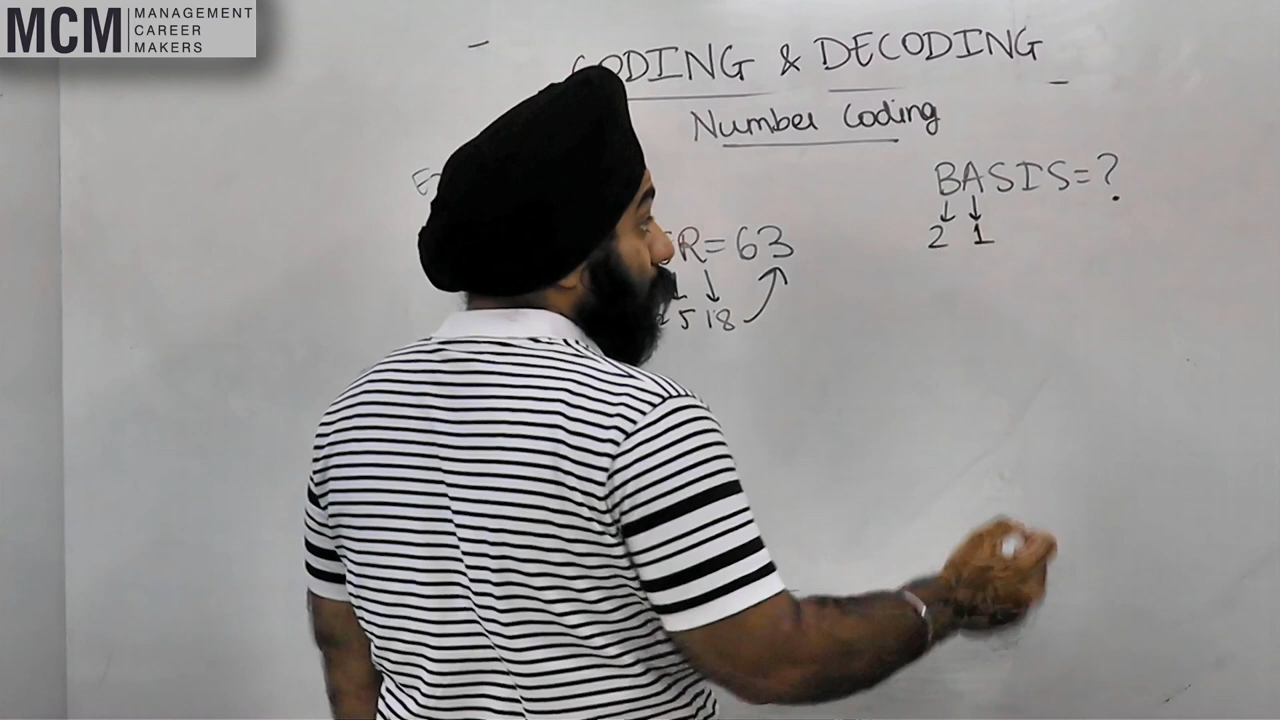 MCM
MANAGEMENT
CAREER
MAKERS
CODING & DECODING
Number Coding
BASIS=?
2 1
R= 63
5 18